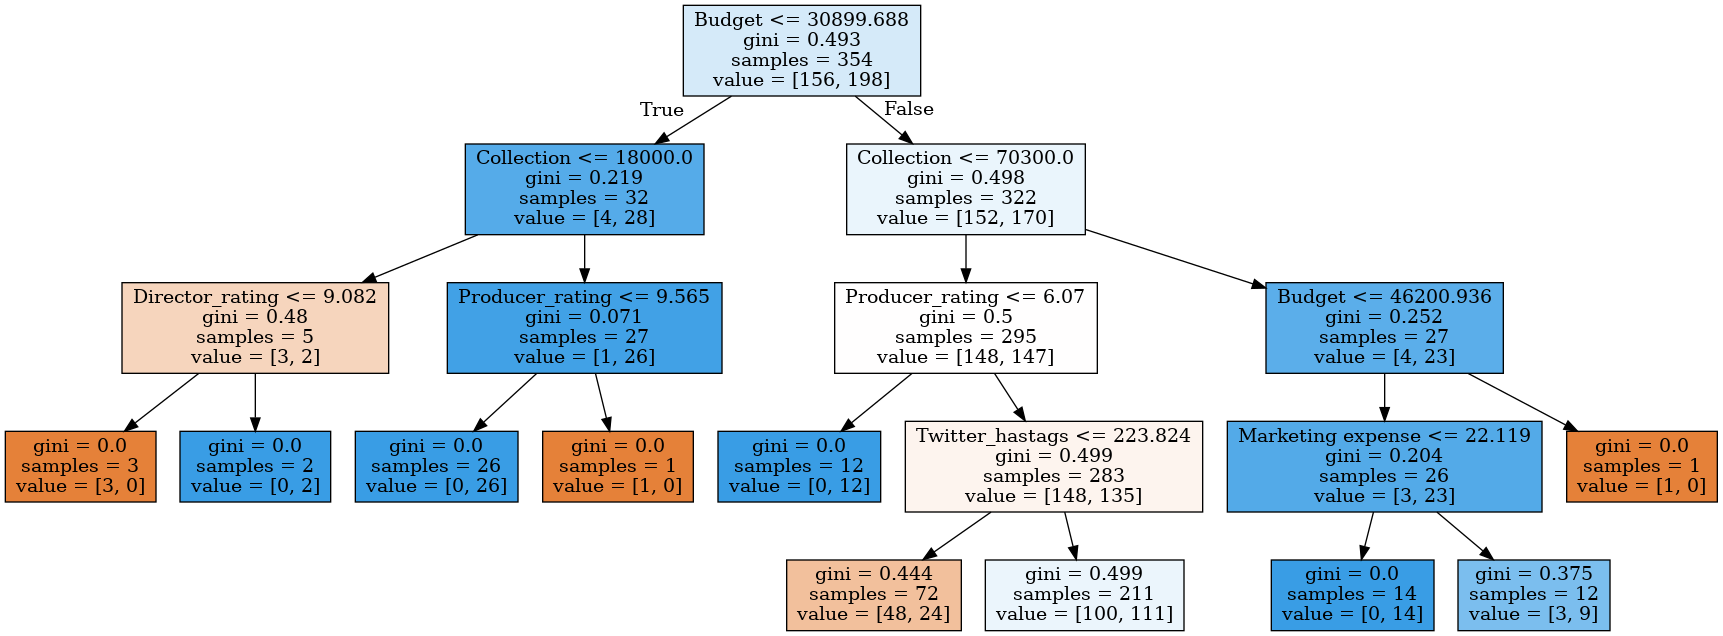 Budget <= 30899.688
gini = 0.493
samples = 354
value = [156, 198]
True
False
Collection <= 18000.0
gini = 0.219
samples = 32
value = [4, 28]
Collection <= 70300.0
gini = 0.498
samples = 322
value = [152, 170]
Director_rating <= 9.082
gini = 0.48
samples = 5
value = [3, 2]
Producer_rating <= 9.565
gini = 0.071
samples = 27
value = [1, 26]
Producer_rating <= 6.07
gini = 0.5
samples = 295
value = [148, 147]
Budget <= 46200.936
gini = 0.252
samples = 27
value = [4, 23]
gini = 0.0
samples = 3
value = [3, 0]
gini = 0.0
samples = 2
value = [0, 2]
gini = 0.0
samples = 26
value = [0, 26]
gini = 0.0
samples = 1
value = [1, 0]
gini = 0.0
samples = 12
value = [0, 12]
Twitter_hastags <= 223.824
gini = 0.499
samples = 283
value = [148, 135]
Marketing expense <= 22.119
gini = 0.204
samples = 26
value = [3, 23]
gini = 0.0
samples = 1
value = [1, 0]
gini = 0.444
samples = 72
value = [48, 24]
gini = 0.499
samples = 211
value = [100, 111]
gini = 0.0
samples = 14
value = [0, 14]
gini = 0.375
samples = 12
value = [3, 9]